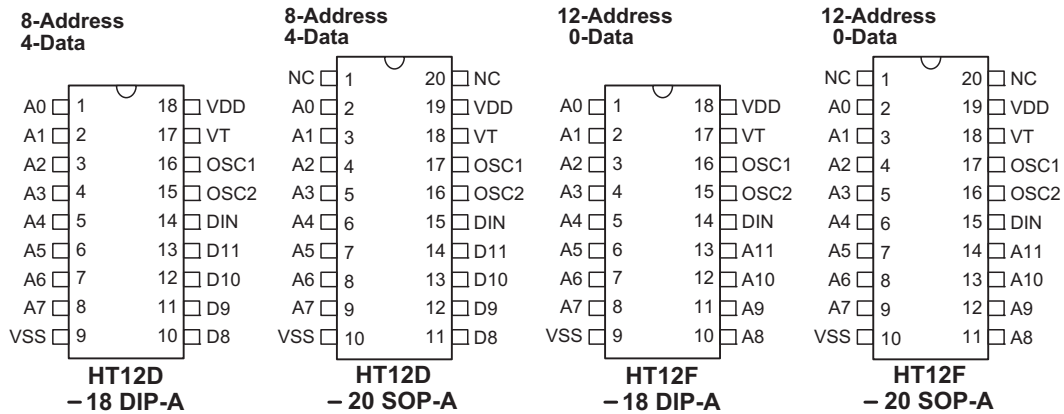 8-Address
4-Data
A0 1 18 VDD
A1 2 17 VT
A2 3 16 OSC1
A3 4 15 OSC2
A4 5 14 DIN
A5 6 13 D11
A6 7 12 D10
A7 8 11 D9
VSS 9 10 D8
HT12D
– 18 DIP-A
8-Address
4-Data
NC 1 20 NC
A0 2 19 VDD
A1 3 18 VT
A2 4 17 OSC1
A3 5 16 OSC2
A4 6 15 DIN
A5 7 14 D11
A6 8 13 D10
A7 9 12 D9
VSS 10 11 D8
HT12D
– 20 SOP-A
12-Address
0-Data
A0 1 18 VDD
A1 2 17 VT
A2 3 16 OSC1
A3 4 15 OSC2
A4 5 14 DIN
A5 6 13 A11
A6 7 12 A10
A7 8 11 A9
VSS 9 10 A8
HT12F
– 18 DIP-A
12-Address
0-Data
NC 1 20 NC
A0 2 19 VDD
A1 3 18 VT
A2 4 17 OSC1
A3 5 16 OSC2
A4 6 15 DIN
A5 7 14 A11
A6 8 13 A10
A7 9 12 A9
VSS 10 11 A8
HT12F
– 20 SOP-A